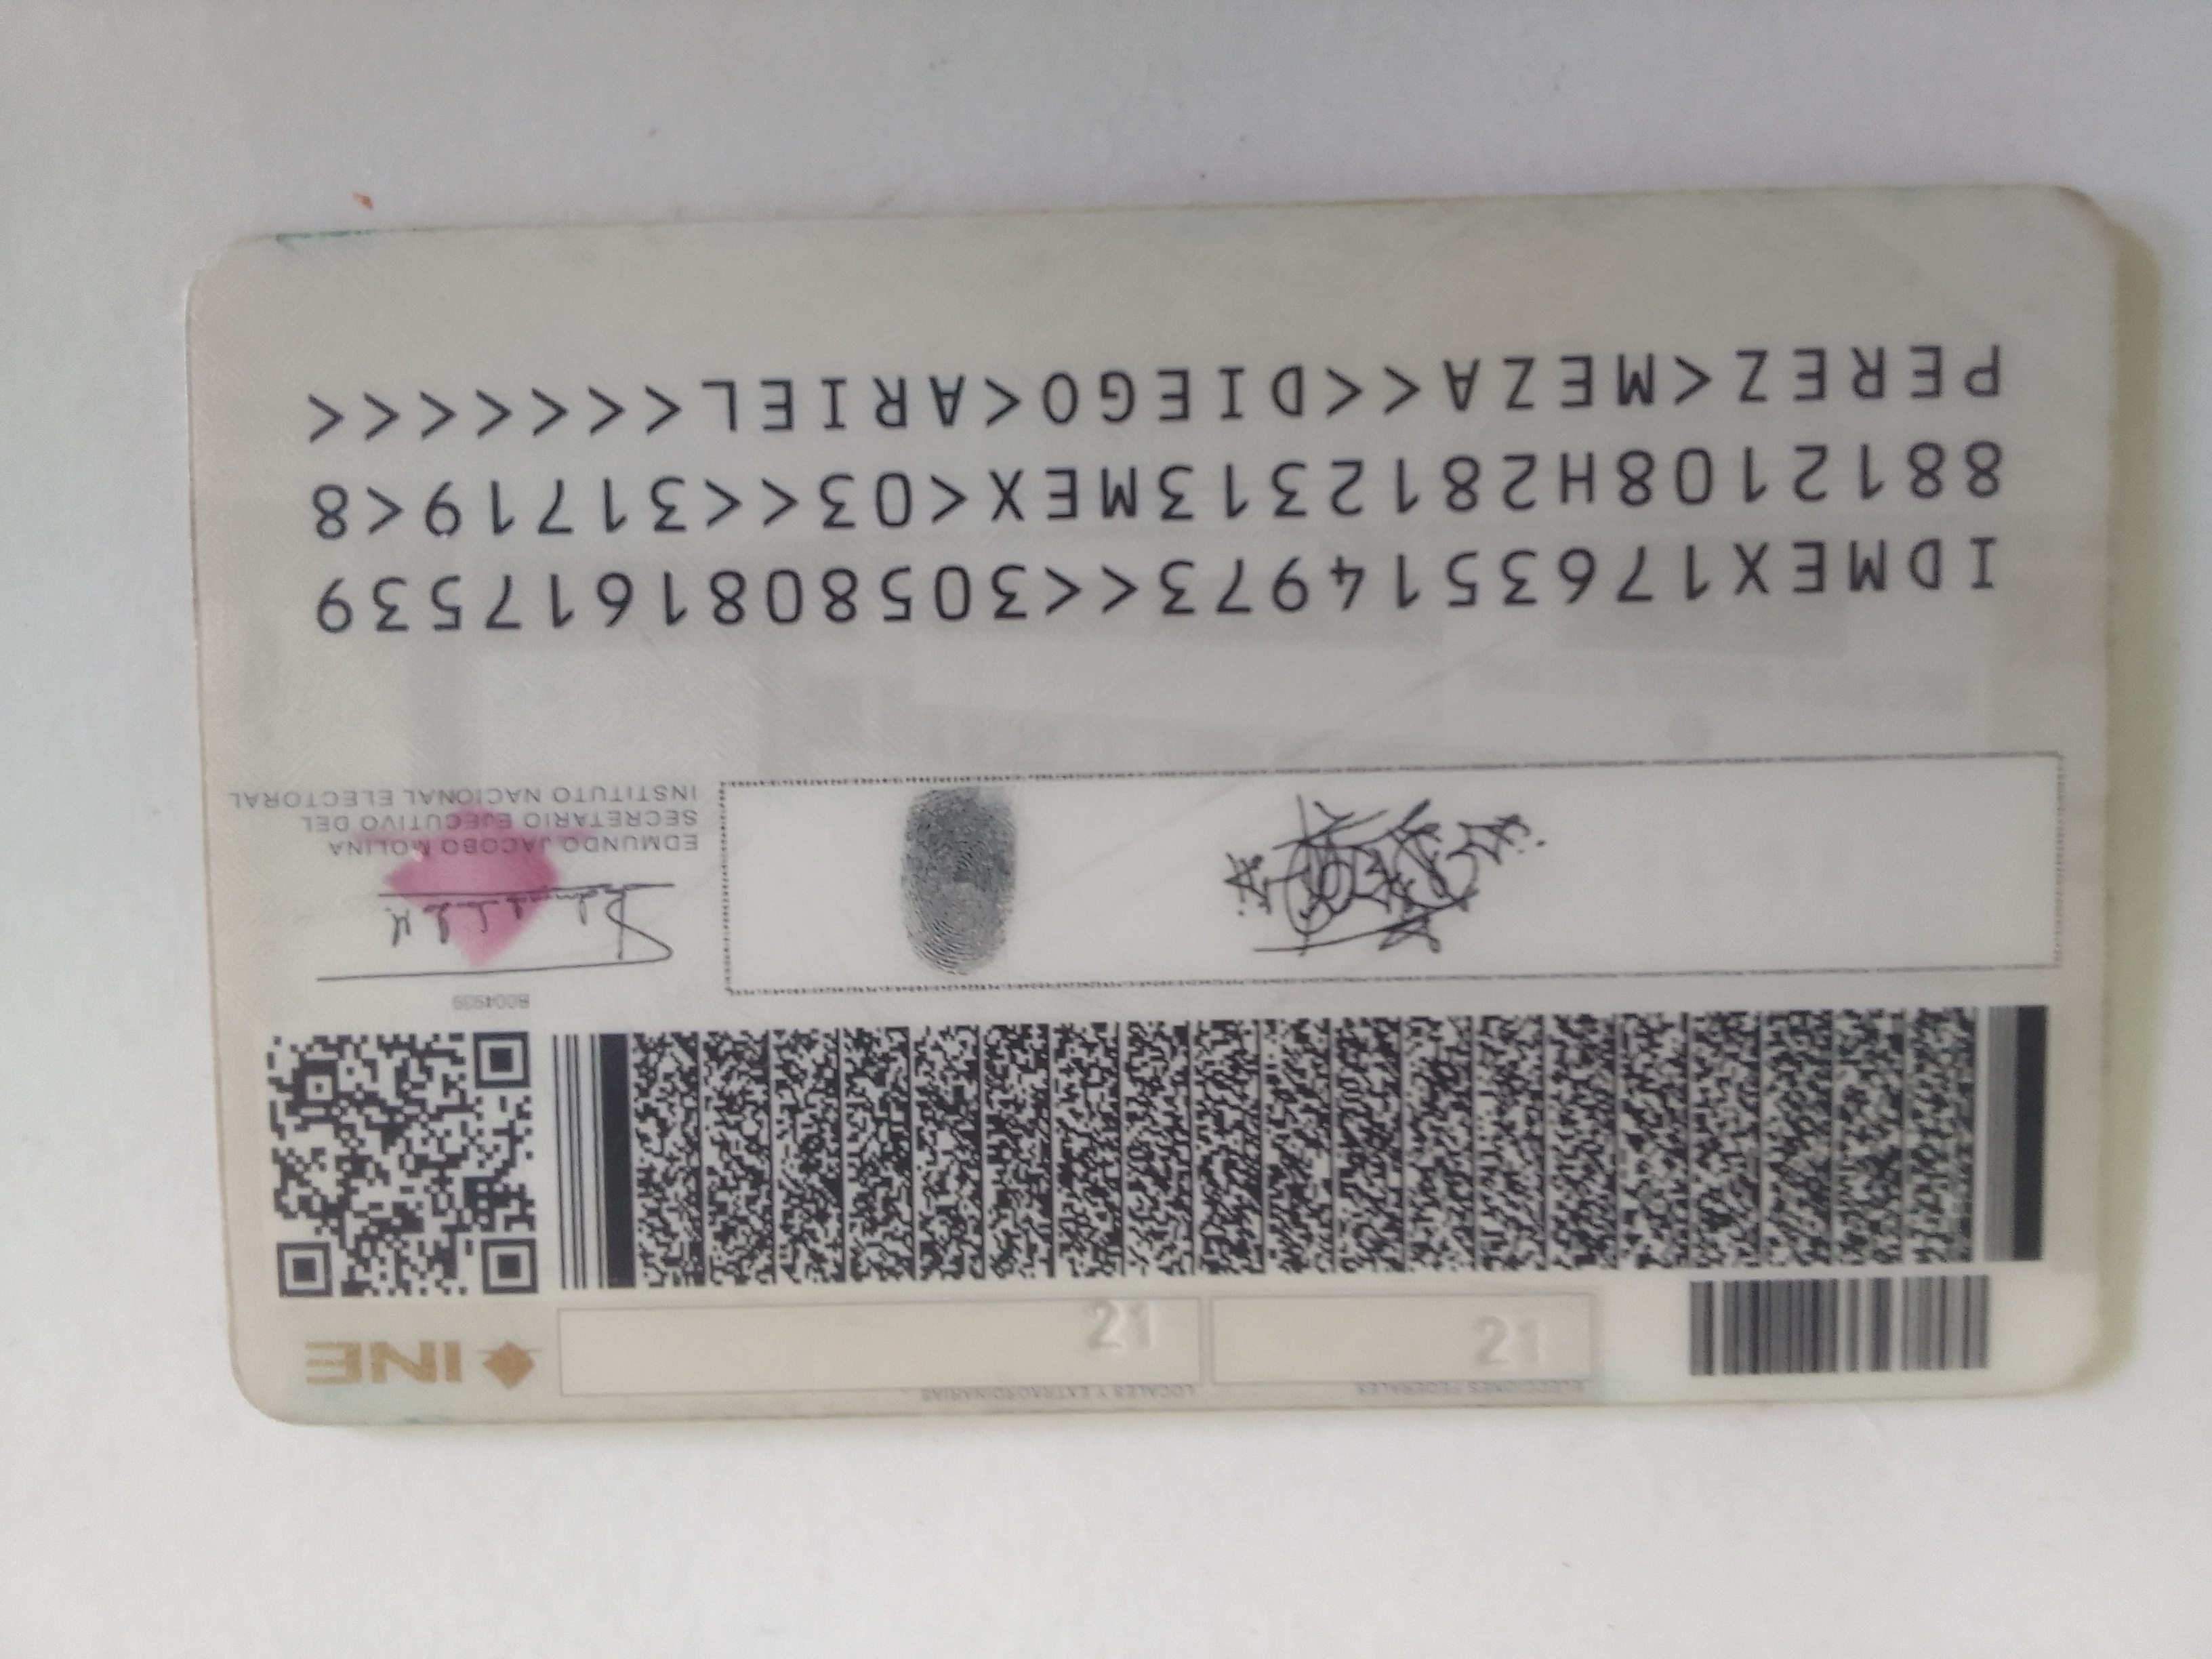 ELECCIONES FEDERALES
LOCALES Y EXTRAORDINARIAS
INE
21
21
B004939
EDMUNDO JACOBO MOLINA
SECRETARIO EJECUTIVO DEL
INSTITUTO NACIONAL ELECTORAL
IDMEX1763514973<<3058081617539
8812108H2812313MEX<03<<31719<8
PEREZ<MEZA<<DIEGO<ARIEL<<<<<<<